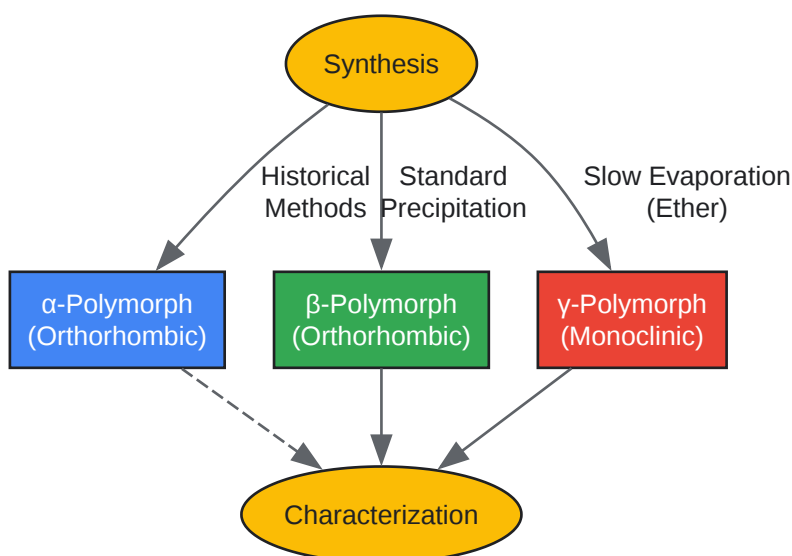 Synthesis
Historical
Methods
Standard
Precipitation
Slow Evaporation
(Ether)
α-Polymorph
(Orthorhombic)
β-Polymorph
(Orthorhombic)
γ-Polymorph
(Monoclinic)
Characterization